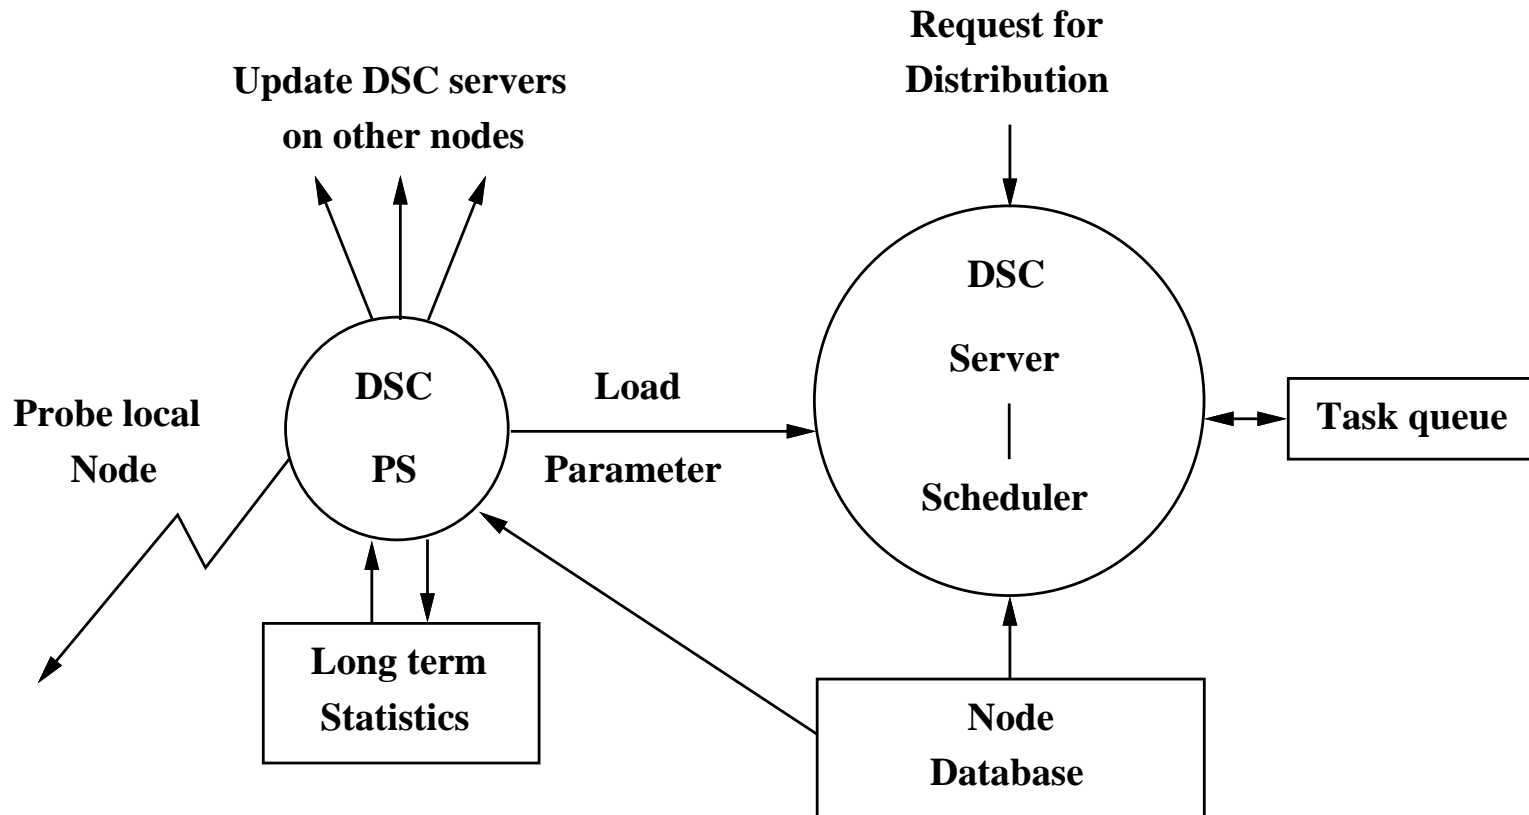 Request for
Distribution
Update DSC servers
on other nodes
DSC
Server
Scheduler
DSC
PS
Load
Parameter
Probe local
Node
Task queue
Long term
Statistics
Node
Database